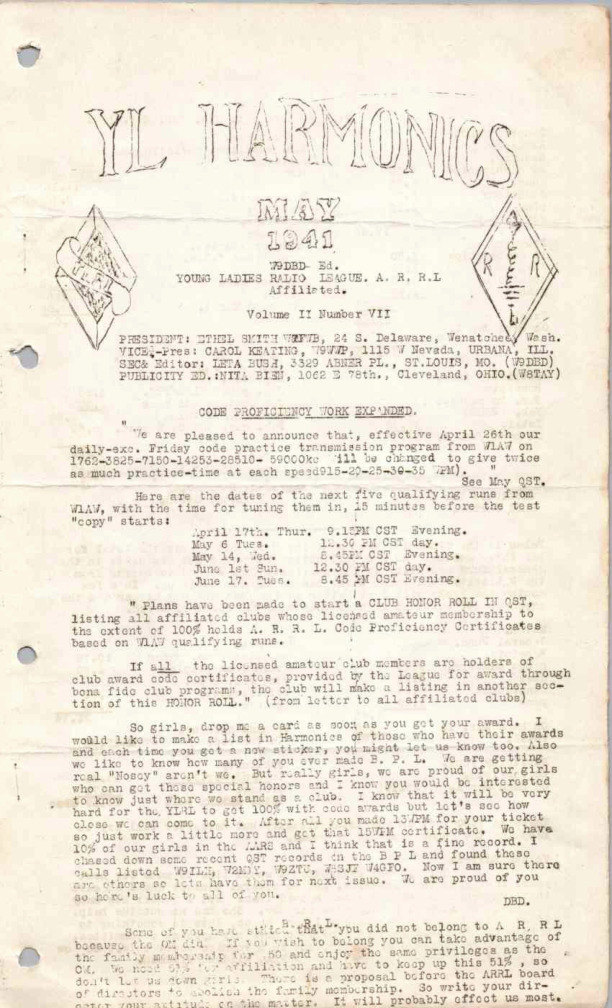 YL HARMONICS
MAY
1941
W9DBD- Ed.
YOUNG LADIES RADIO LEAGUE. A. R. R.L
Affiliated.
Volume II Number VII
PRESIDENT: ETHEL SMITH W7FWB, 24 S. Delaware, Wenatchee, Wash.
VICE,-Pres: CAROL KEATING, W9WWP, 1115 W Nevada, URBANA, ILL.
SEC& Editor: LETA BUSH, 3329 ABNER PL., ST.LOUIS, MO. (W9DBD)
PUBLICITY ED.:NITA BIEN, 1062 E 78th., Cleveland, OHIO.(W8TAY)
R R
CODE PROFICIENCY WORK EXPANDED.
"
We are pleased to announce that, effective April 26th our
daily-exc. Friday code practice transmission program from W1AW on
1762-3825-7150-14253-28510- 59000kc will be changed to give twice
as much practice-time at each speed915-20-25-30-35 WPM). "
See May QST.
Here are the dates of the next five qualifying runs from
W1AW, with the time for tuning them in, 15 minutes before the test
"copy" starts:
April 17th. Thur. 9.15PM CST Evening.
May 6 Tues. 12.30 PM CST day.
May 14, Wed. 8.45PM CST Evening.
June 1st Sun. 12.30 PM CST day.
June 17. Tues. 8.45 PM CST Evening.
" Plans have been made to start a CLUB HONOR ROLL IN QST,
listing all affiliated clubs whose licensed amateur membership to
the extent of 100% holds A. R. R. L. Code Proficiency Certificates
based on W1AW qualifying runs.
If all the licensed amateur club members are holders of
club award code certificates, provided by the League for award through
bona fide club programs, the club will make a listing in another sec-
tion of this HONOR ROLL." (from letter to all affiliated clubs)
So girls, drop me a card as soon as you get your award. I
would like to make a list in Harmonics of those who have their awards
and each time you get a new sticker, you might let us know too. Also
we like to know how many of you ever made B. P. L. We are getting
real "Nosey" aren't we. But really girls, we are proud of our girls
who can get these special honors and I know you would be interested
to know just where we stand as a club. I know that it will be very
hard for the YLRL to get 100% with code awards but let's see how
close we can come to it. After all you made 13WPM for your ticket
so just work a little more and get that 15WPM certificate. We have
10% of our girls in the AARS and I think that is a fine record. I
chased down some recent QST records on the B P L and found these
calls listed W9ILH, W2MIY, W9ZTU, W4GFO. Now I am sure there
are others so lets have them for next issue. We are proud of you
so here's luck to all of you.
DBD.
Some of you have THAT you did not belong to A R, R L
because the OM did. If you wish to belong you can take advantage of
the family membership for .50 and enjoy the same privileges as the
OM. We need 51% for affiliation and have to keep up this 51% , so
don't let us down girls. There is a proposal before the ARRL board
of directors to abolish the family membership. So write your dir-
your attitude on the matter. It will probably effect us most.